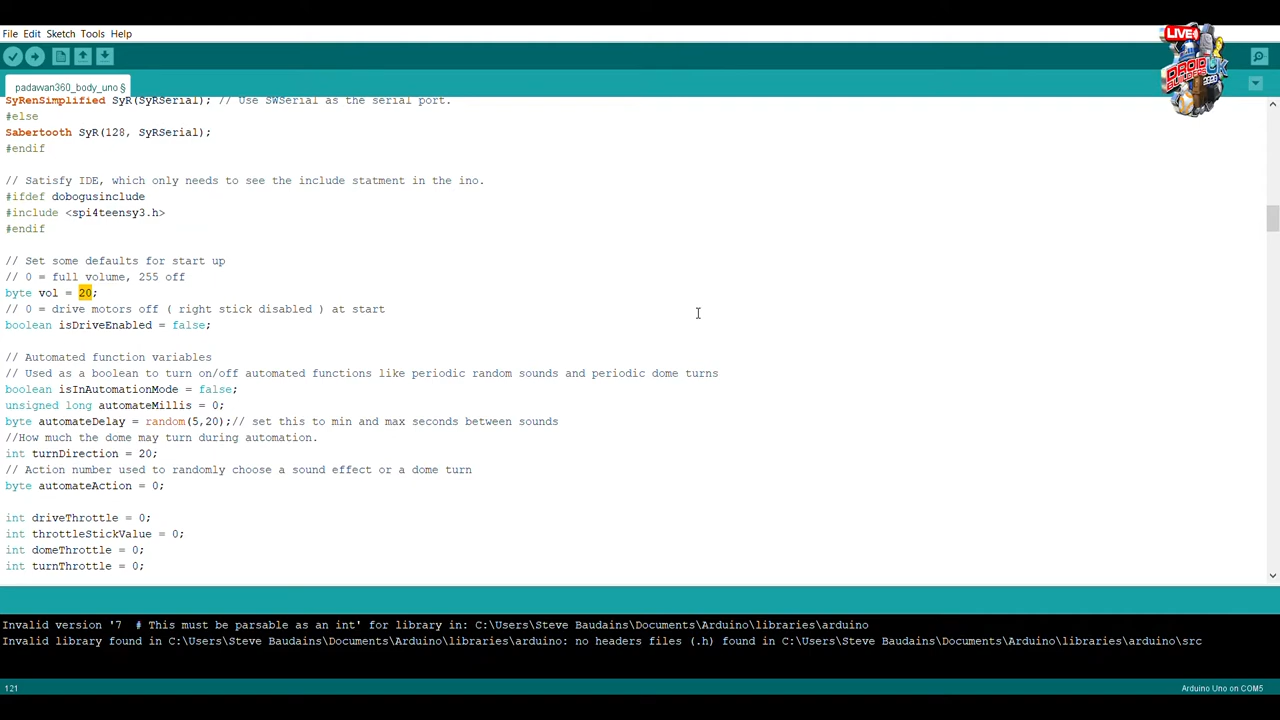 LIVE
DROID
BUILDERS
UK
2020
File Edit Sketch Tools Help
padawan360_body_uno §
SyRenSimplified SyR(SyRSerial); // Use SWSerial as the serial port.
#else
Sabertooth SyR(128, SyRSerial);
#endif
// Satisfy IDE, which only needs to see the include statment in the ino.
#ifdef dobogusinclude
#include <spi4teensy3.h>
#endif
// Set some defaults for start up
// 0 = full volume, 255 off
byte vol = 20;
// 0 = drive motors off ( right stick disabled ) at start
boolean isDriveEnabled = false;
// Automated function variables
// Used as a boolean to turn on/off automated functions like periodic random sounds and periodic dome turns
boolean isInAutomationMode = false;
unsigned long automateMillis = 0;
byte automateDelay = random(5,20);// set this to min and max seconds between sounds
//How much the dome may turn during automation.
int turnDirection = 20;
// Action number used to randomly choose a sound effect or a dome turn
byte automateAction = 0;
int driveThrottle = 0;
int throttleStickValue = 0;
int domeThrottle = 0;
int turnThrottle = 0;
Invalid version '7  # This must be parsable as an int' for library in: C:\Users\Steve Baudains\Documents\Arduino\libraries\arduino
Invalid library found in C:\Users\Steve Baudains\Documents\Arduino\libraries\arduino: no headers files (.h) found in C:\Users\Steve Baudains\Documents\Arduino\libraries\arduino\src
121
Arduino Uno on COM5